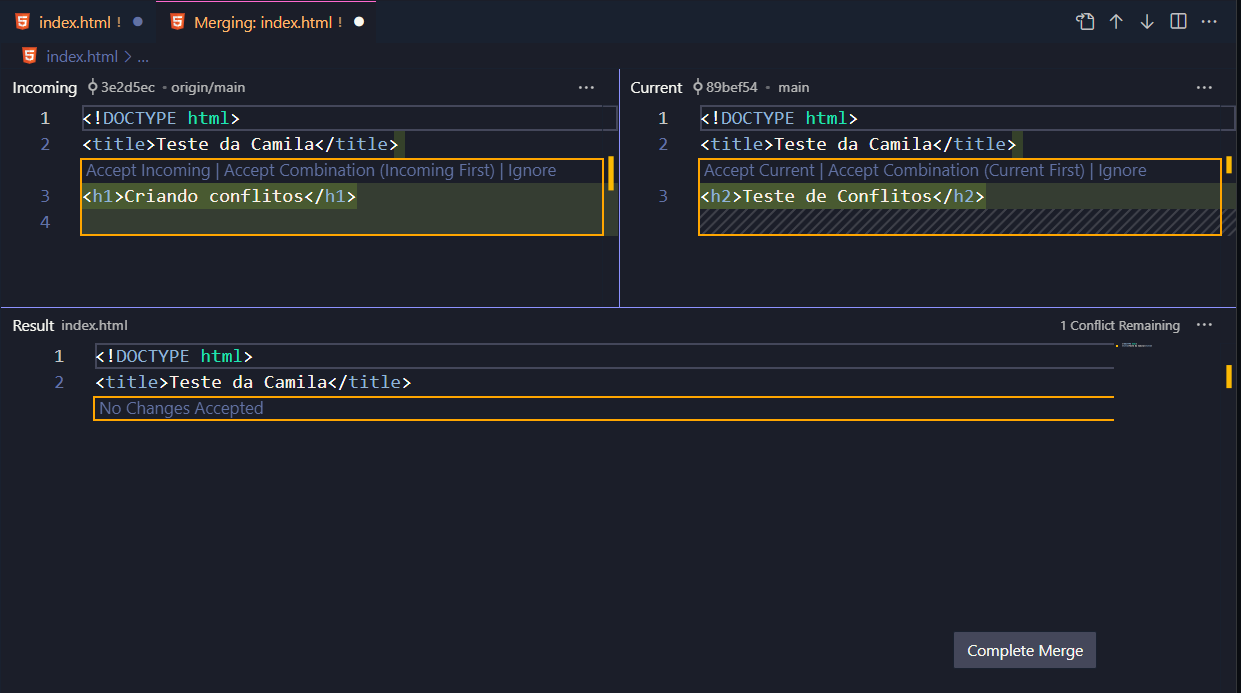 index.html ! Merging: index.html !
index.html > ...
Incoming 3e2d5ec • origin/main ...
1 <!DOCTYPE html>
2 <title>Teste da Camila</title>
Accept Incoming | Accept Combination (Incoming First) | Ignore
3 <h1>Criando conflitos</h1>
4
Current 89bef54 • main ...
1 <!DOCTYPE html>
2 <title>Teste da Camila</title>
Accept Current | Accept Combination (Current First) | Ignore
3 <h2>Teste de Conflitos</h2>
Result index.html 1 Conflict Remaining ...
1 <!DOCTYPE html>
2 <title>Teste da Camila</title>
No Changes Accepted
Complete Merge